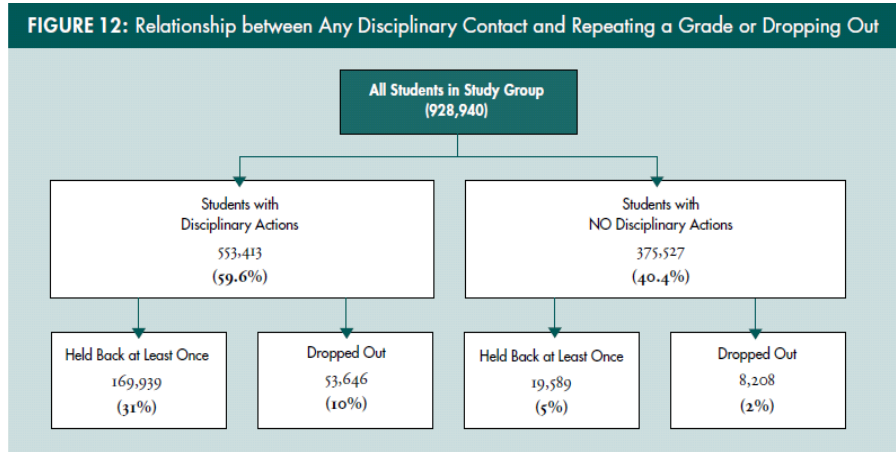 FIGURE 12: Relationship between Any Disciplinary Contact and Repeating a Grade or Dropping Out
All Students in Study Group
(928,940)
Students with
Disciplinary Actions
553,413
(59.6%)
Students with
NO Disciplinary Actions
375,527
(40.4%)
Held Back at Least Once
169,939
(31%)
Dropped Out
53,646
(10%)
Held Back at Least Once
19,589
(5%)
Dropped Out
8,208
(2%)